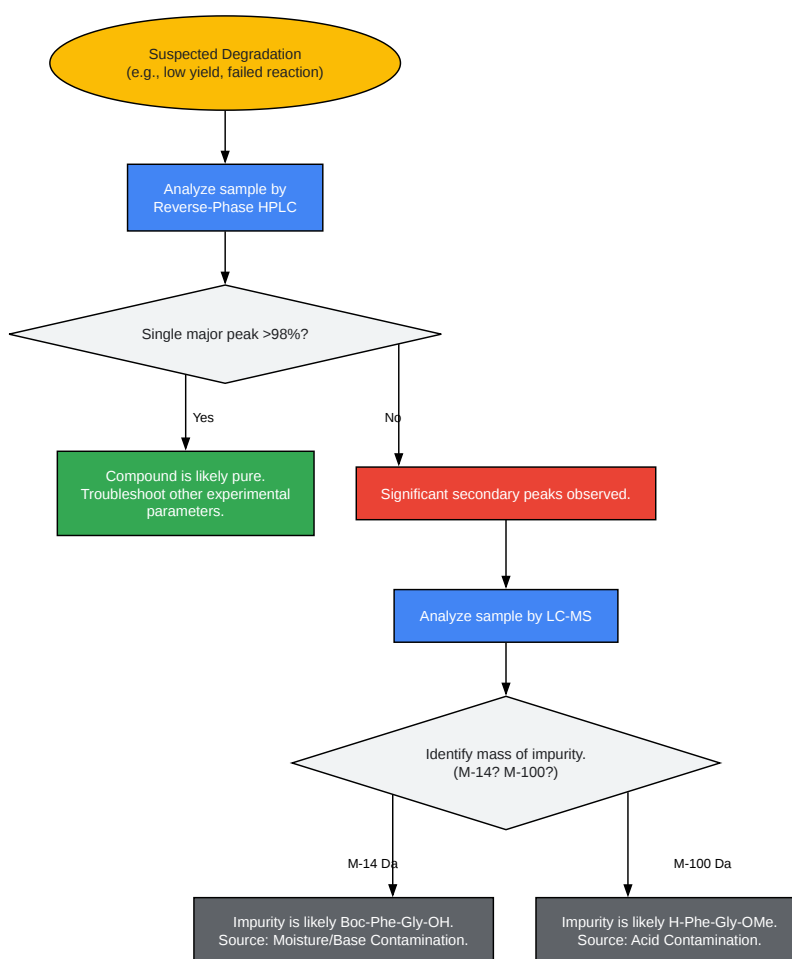 Suspected Degradation
(e.g., low yield, failed reaction)
Analyze sample by
Reverse-Phase HPLC
Single major peak >98%?
Yes
No
Compound is likely pure.
Troubleshoot other experimental
parameters.
Significant secondary peaks observed.
Analyze sample by LC-MS
Identify mass of impurity.
(M-14? M-100?)
M-14 Da
M-100 Da
Impurity is likely Boc-Phe-Gly-OH.
Source: Moisture/Base Contamination.
Impurity is likely H-Phe-Gly-OMe.
Source: Acid Contamination.